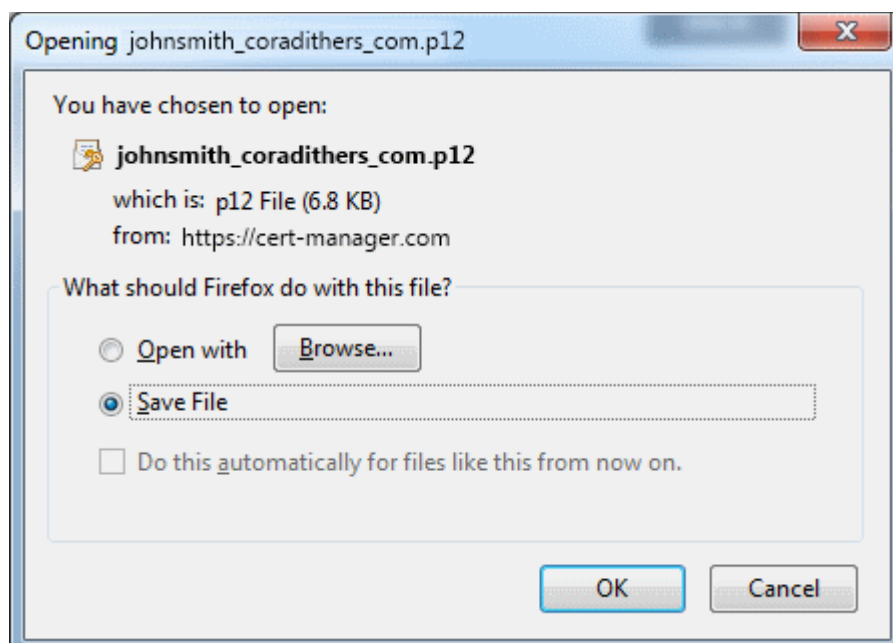 Opening johnsmith_coradithers_com.p12
You have chosen to open:
johnsmith_coradithers_com.p12
which is: p12 File (6.8 KB)
from: https://cert-manager.com
What should Firefox do with this file?
Open with Browse...
Save File
Do this automatically for files like this from now on.
OK Cancel